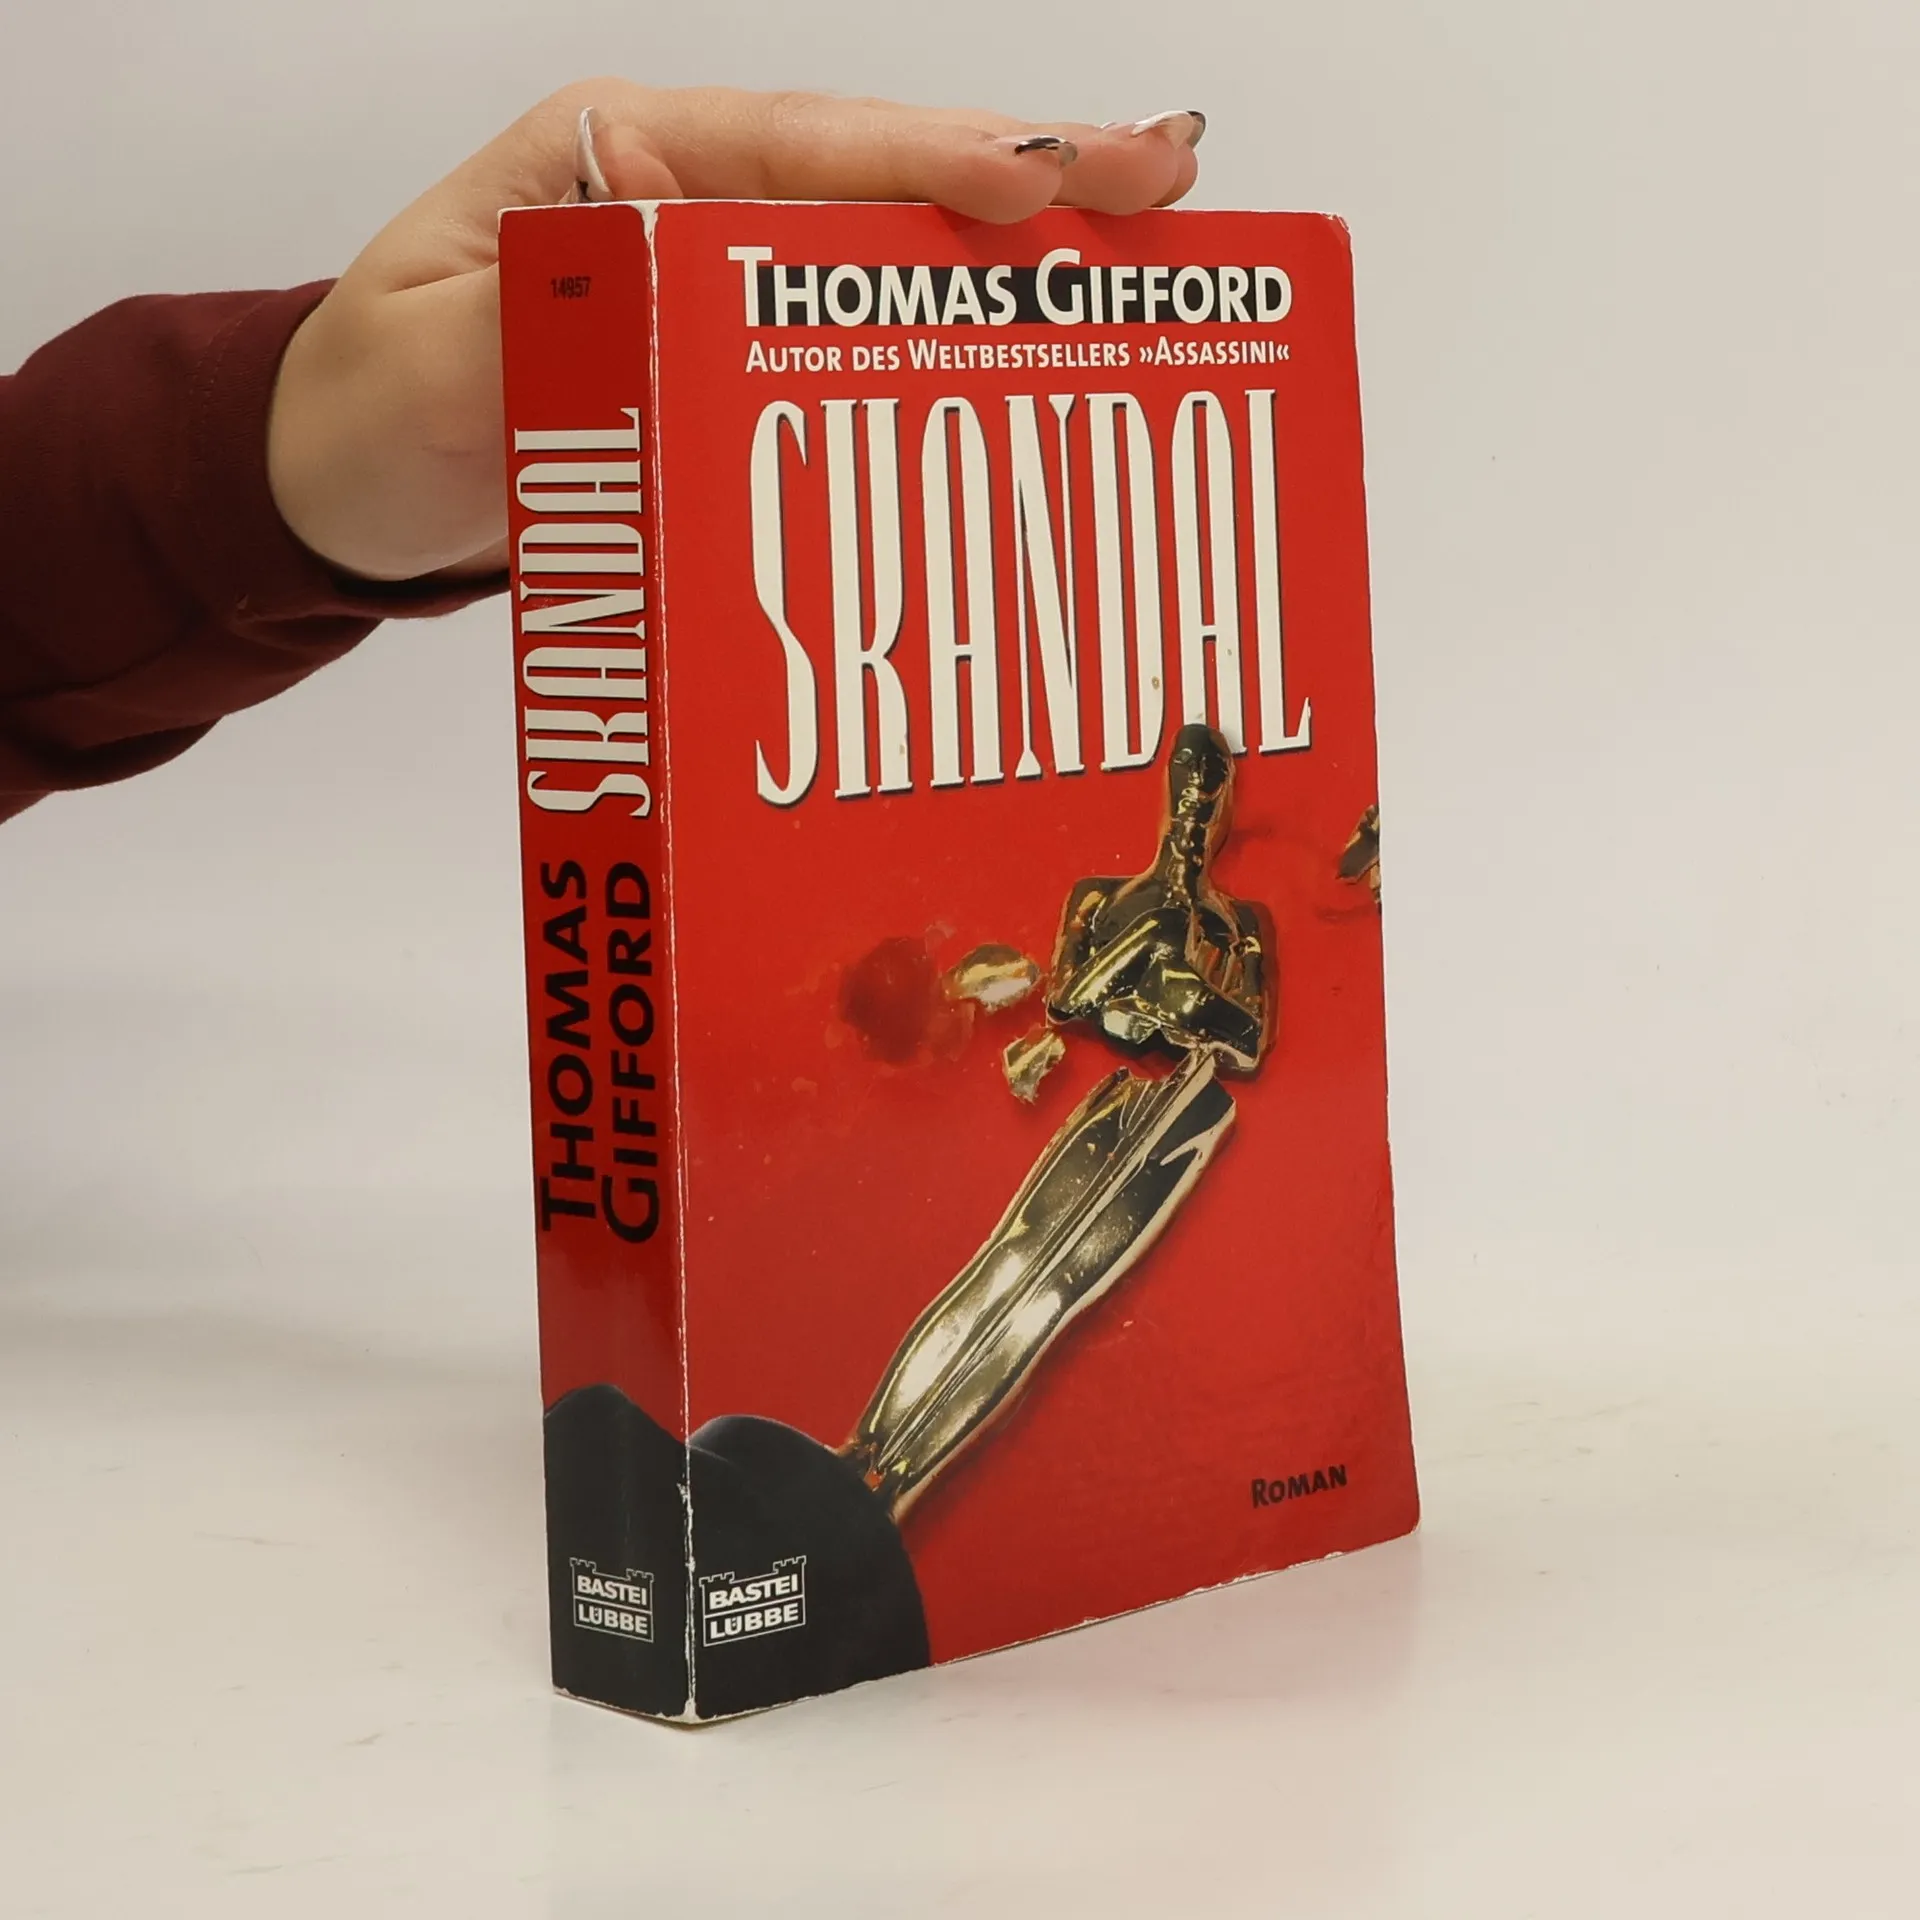 14957
SKANDAL
THOMAS
GIFFORD
BASTEI
LÜBBE
THOMAS GIFFORD
AUTOR DES WELTBESTSELLERS »ASSASSINI«
SKANDAL
ROMAN
BASTEI
LÜBBE